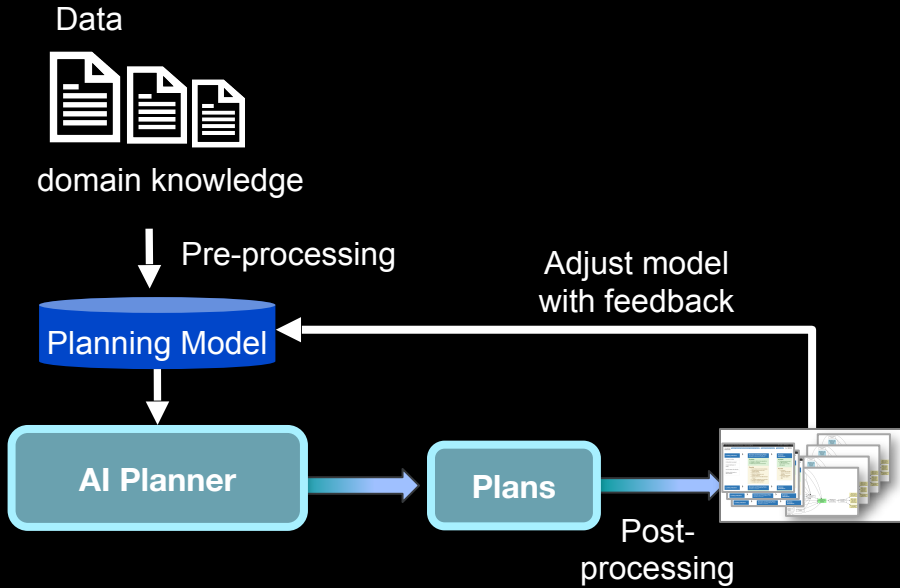 Data
domain knowledge
Pre-processing
Adjust model
with feedback
Planning Model
AI Planner
Plans
Post-
processing